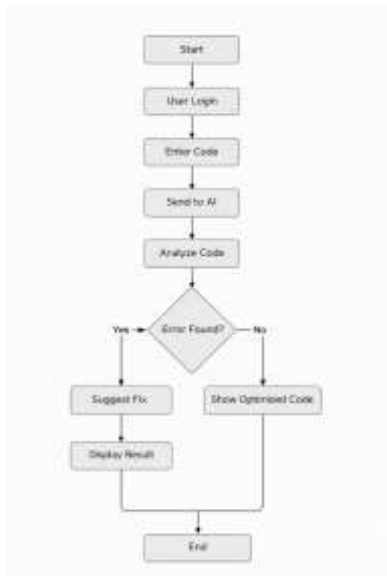 Start
User Login
Enter Code
Send to AI
Analyze Code
Error Found?
Yes
No
Suggest Fix
Show Optimized Code
Display Result
End